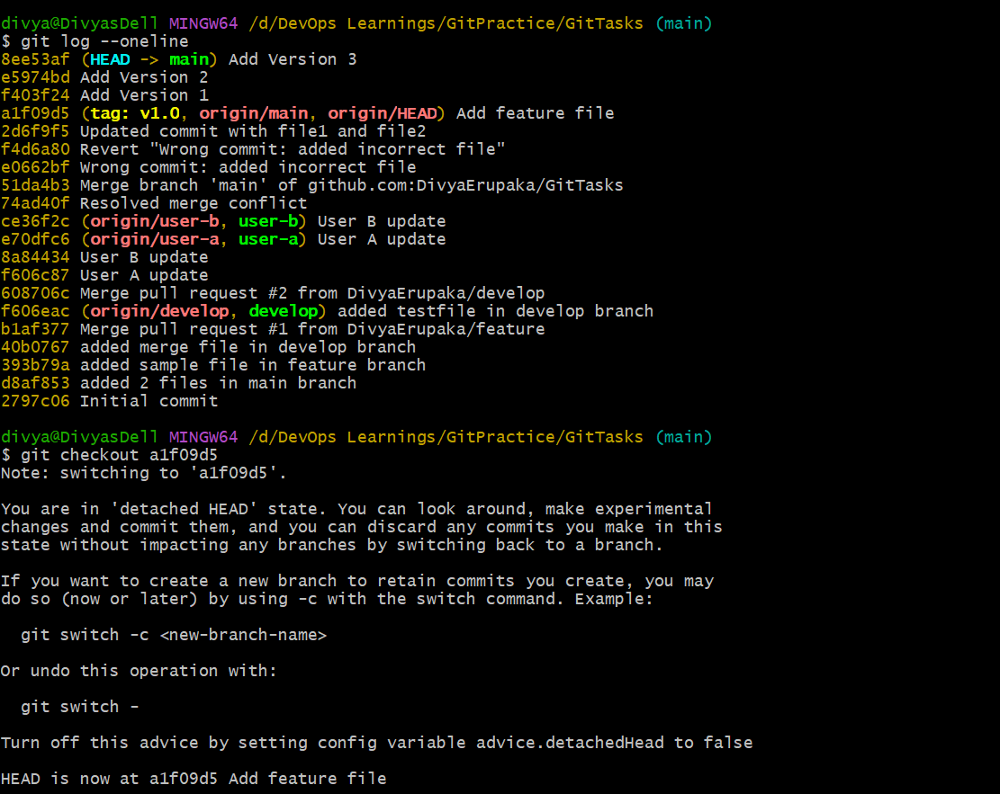 divya@DivyasDell MINGW64 /d/DevOps Learnings/GitPractice/GitTasks (main)
$ git log --oneline
8ee53af (HEAD -> main) Add Version 3
e5974bd Add Version 2
f403f24 Add Version 1
a1f09d5 (tag: v1.0, origin/main, origin/HEAD) Add feature file
2d6f9f5 Updated commit with file1 and file2
f4d6a80 Revert "Wrong commit: added incorrect file"
e0662bf Wrong commit: added incorrect file
51da4b3 Merge branch 'main' of github.com:DivyaErupaka/GitTasks
74ad40f Resolved merge conflict
ce36f2c (origin/user-b, user-b) User B update
e70dfc6 (origin/user-a, user-a) User A update
8a84434 User B update
f606c87 User A update
608706c Merge pull request #2 from DivyaErupaka/develop
f606eac (origin/develop, develop) added testfile in develop branch
b1af377 Merge pull request #1 from DivyaErupaka/feature
40b0767 added merge file in develop branch
393b79a added sample file in feature branch
d8af853 added 2 files in main branch
2797c06 Initial commit
divya@DivyasDell MINGW64 /d/DevOps Learnings/GitPractice/GitTasks (main)
$ git checkout a1f09d5
Note: switching to 'a1f09d5'.
You are in 'detached HEAD' state. You can look around, make experimental
changes and commit them, and you can discard any commits you make in this
state without impacting any branches by switching back to a branch.
If you want to create a new branch to retain commits you create, you may
do so (now or later) by using -c with the switch command. Example:
  git switch -c <new-branch-name>
Or undo this operation with:
  git switch -
Turn off this advice by setting config variable advice.detachedHead to false
HEAD is now at a1f09d5 Add feature file